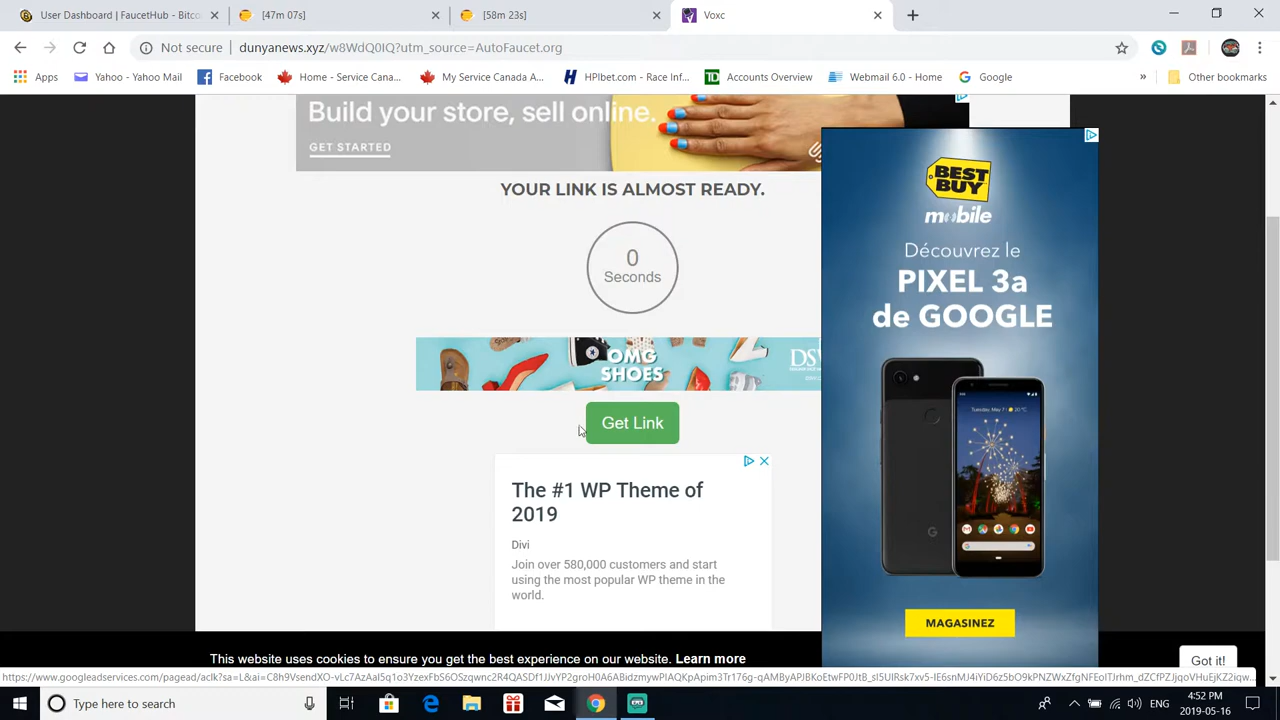 User Dashboard | FaucetHub - Bitco
[47m 07s]
[58m 23s]
Voxc
Not secure
dunyanews.xyz/w8WdQ0IQ?utm_source=AutoFaucet.org
Apps
Yahoo - Yahoo Mail
Facebook
Home - Service Cana...
My Service Canada A...
HPIbet.com - Race Inf...
Accounts Overview
Webmail 6.0 - Home
Google
Other bookmarks
Build your store, sell online.
GET STARTED
YOUR LINK IS ALMOST READY.
0
Seconds
OMG
SHOES
DSW
Get Link
The #1 WP Theme of
2019
Divi
Join over 580,000 customers and start
using the most popular WP theme in the
world.
BEST
BUY
mobile
Découvrez le
PIXEL 3a
de GOOGLE
MAGASINEZ
This website uses cookies to ensure you get the best experience on our website. Learn more
Got it!
Type here to search
ENG
4:52 PM
2019-05-16